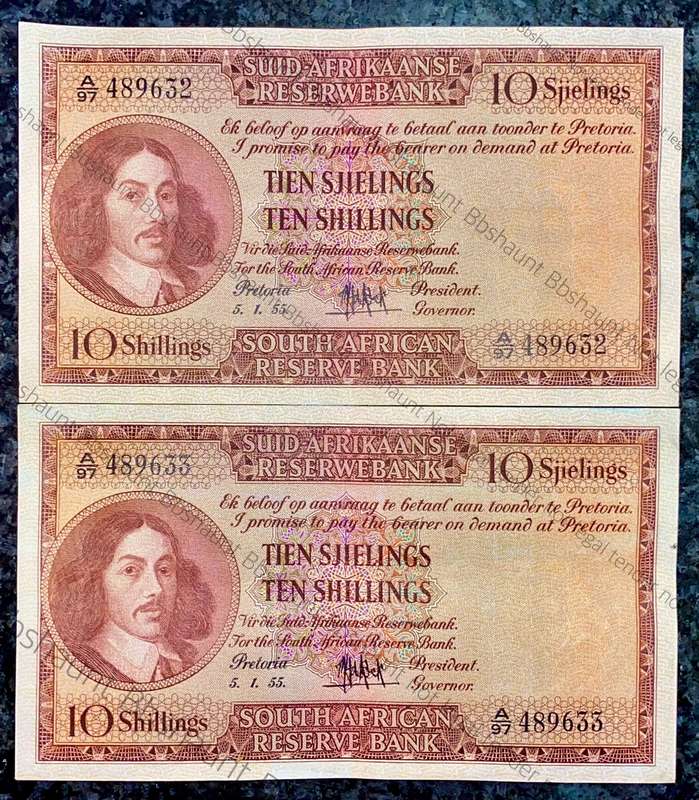 SUID-AFRIKAANSE
RESERWEBANK
A/97 489632
10 Sjielings
Ek beloof op aanvraag te betaal aan toonder te Pretoria.
I promise to pay the bearer on demand at Pretoria.
TIEN SJIELINGS
TEN SHILLINGS
Vir die Suid-Afrikaanse Reserwebank.
For the South African Reserve Bank.
Pretoria
President.
5. 1. 55.
Governor.
10 Shillings
SOUTH AFRICAN
RESERVE BANK
A/97 489632
SUID-AFRIKAANSE
RESERWEBANK
A/97 489633
10 Sjielings
Ek beloof op aanvraag te betaal aan toonder te Pretoria.
I promise to pay the bearer on demand at Pretoria.
TIEN SJIELINGS
TEN SHILLINGS
Vir die Suid-Afrikaanse Reserwebank.
For the South African Reserve Bank.
Pretoria
President.
5. 1. 55.
Governor.
10 Shillings
SOUTH AFRICAN
RESERVE BANK
A/97 489633
Bbshaunt Bbshaunt Bbshaunt